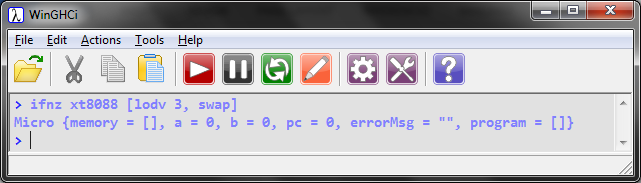 λ WinGHCi
File Edit Actions Tools Help
> ifnz xt8088 [lodv 3, swap]
Micro {memory = [], a = 0, b = 0, pc = 0, errorMsg = "", program = []}
>